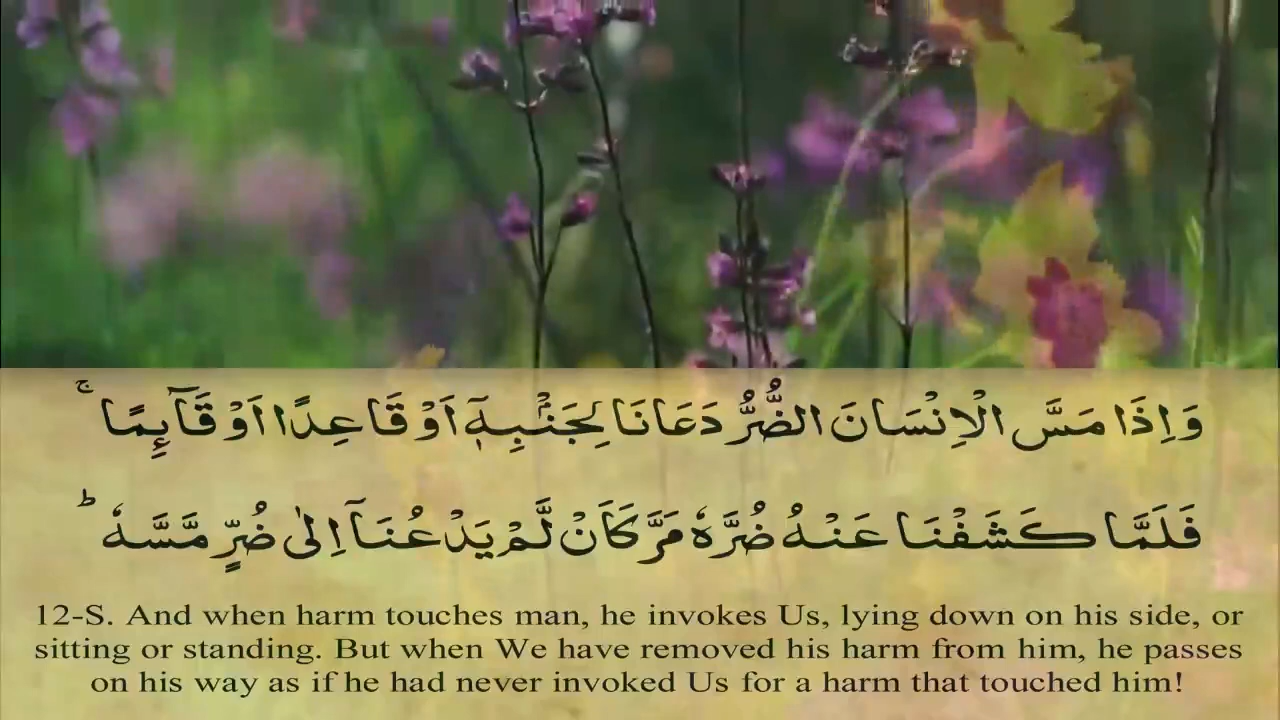 وَاِذَا مَسَّ الْاِنْسَانَ الضُّرُّ دَعَانَا لِجَنْۢبِهٖٓ اَوْ قَاعِدًا اَوْ قَآئِمًا ۚ
فَلَمَّا كَشَفْنَا عَنْهُ ضُرَّهٗ مَرَّ كَاَنْ لَّمْ يَدْعُنَآ اِلٰى ضُرٍّ مَّسَّهٗ ؕ
12-S. And when harm touches man, he invokes Us, lying down on his side, or
sitting or standing. But when We have removed his harm from him, he passes
on his way as if he had never invoked Us for a harm that touched him!